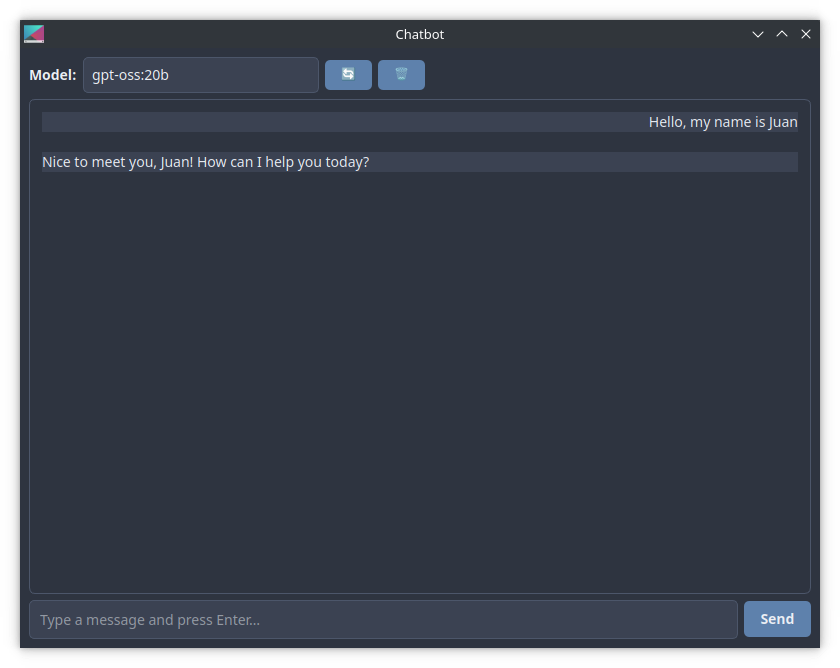 Chatbot
Model: gpt-oss:20b
Hello, my name is Juan
Nice to meet you, Juan! How can I help you today?
Type a message and press Enter...
Send